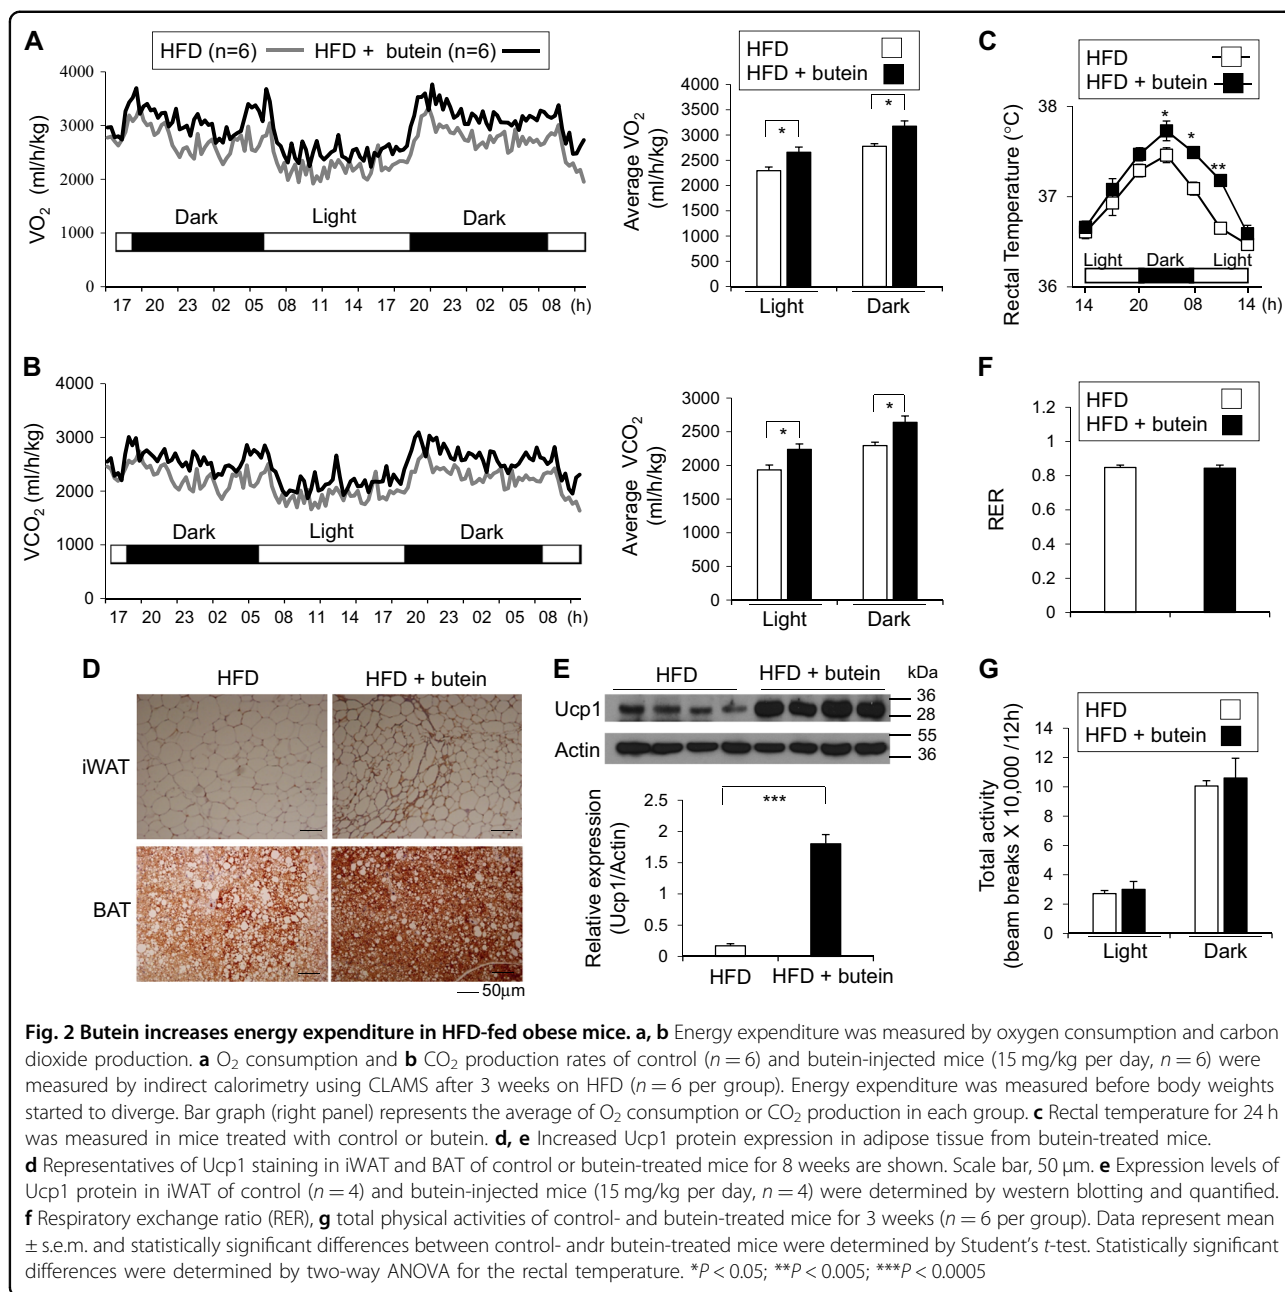 A
HFD (n=6) HFD + butein (n=6)
4000
3000
2000
1000
0
VO2 (ml/h/kg)
Dark Light Dark
17 20 23 02 05 08 11 14 17 20 23 02 05 08 (h)
HFD
HFD + butein
4000
3500
3000
2500
2000
1500
1000
500
0
Average VO2
(ml/h/kg)
*
*
Light Dark
C
HFD
HFD + butein
38
37
36
Rectal Temperature (°C)
*
*
**
Light Dark Light
14 20 08 14 (h)
B
4000
3000
2000
1000
0
VCO2 (ml/h/kg)
Dark Light Dark
17 20 23 02 05 08 11 14 17 20 23 02 05 08 (h)
HFD
HFD + butein
3000
2500
2000
1500
1000
500
0
Average VCO2
(ml/h/kg)
*
*
Light Dark
F
HFD
HFD + butein
1.2
1
0.8
0.6
0.4
0.2
0
RER
D
HFD HFD + butein
iWAT
BAT
50µm
E
HFD HFD + butein kDa
Ucp1
36
28
Actin
55
36
2.5
2
1.5
1
0.5
0
Relative expression
(Ucp1/Actin)
***
HFD HFD + butein
G
HFD
HFD + butein
14
12
10
8
6
4
2
0
Total activity
(beam breaks X 10,000 /12h)
Light Dark
Fig. 2 Butein increases energy expenditure in HFD-fed obese mice. a, b Energy expenditure was measured by oxygen consumption and carbon
dioxide production. a O2 consumption and b CO2 production rates of control (n = 6) and butein-injected mice (15 mg/kg per day, n = 6) were
measured by indirect calorimetry using CLAMS after 3 weeks on HFD (n = 6 per group). Energy expenditure was measured before body weights
started to diverge. Bar graph (right panel) represents the average of O2 consumption or CO2 production in each group. c Rectal temperature for 24 h
was measured in mice treated with control or butein. d, e Increased Ucp1 protein expression in adipose tissue from butein-treated mice.
d Representatives of Ucp1 staining in iWAT and BAT of control or butein-treated mice for 8 weeks are shown. Scale bar, 50 µm. e Expression levels of
Ucp1 protein in iWAT of control (n = 4) and butein-injected mice (15 mg/kg per day, n = 4) were determined by western blotting and quantified.
f Respiratory exchange ratio (RER), g total physical activities of control- and butein-treated mice for 3 weeks (n = 6 per group). Data represent mean
± s.e.m. and statistically significant differences between control- andr butein-treated mice were determined by Student's t-test. Statistically significant
differences were determined by two-way ANOVA for the rectal temperature. *P < 0.05; **P < 0.005; ***P < 0.0005